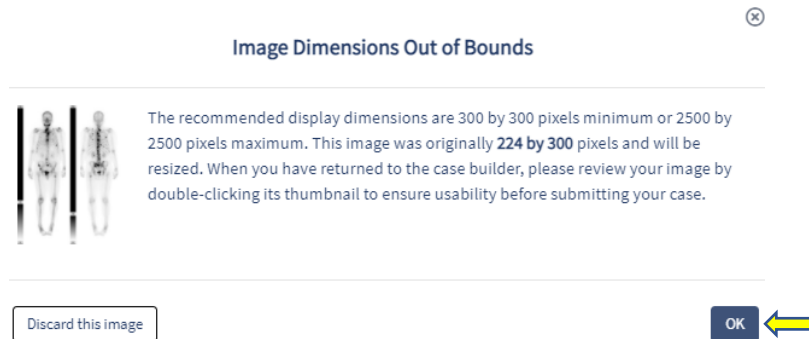 Image Dimensions Out of Bounds
The recommended display dimensions are 300 by 300 pixels minimum or 2500 by
2500 pixels maximum. This image was originally 224 by 300 pixels and will be
resized. When you have returned to the case builder, please review your image by
double-clicking its thumbnail to ensure usability before submitting your case.
Discard this image
OK